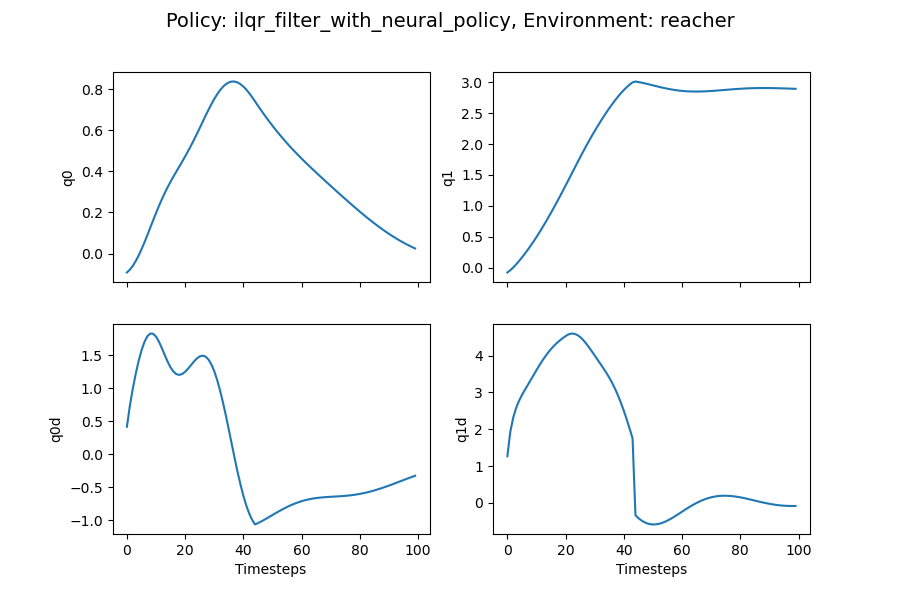 Policy: ilqr_filter_with_neural_policy, Environment: reacher
q0
0.8
0.6
0.4
0.2
0.0
q1
3.0
2.5
2.0
1.5
1.0
0.5
0.0
q0d
1.5
1.0
0.5
0.0
−0.5
−1.0
0 20 40 60 80 100
Timesteps
q1d
4
3
2
1
0
0 20 40 60 80 100
Timesteps